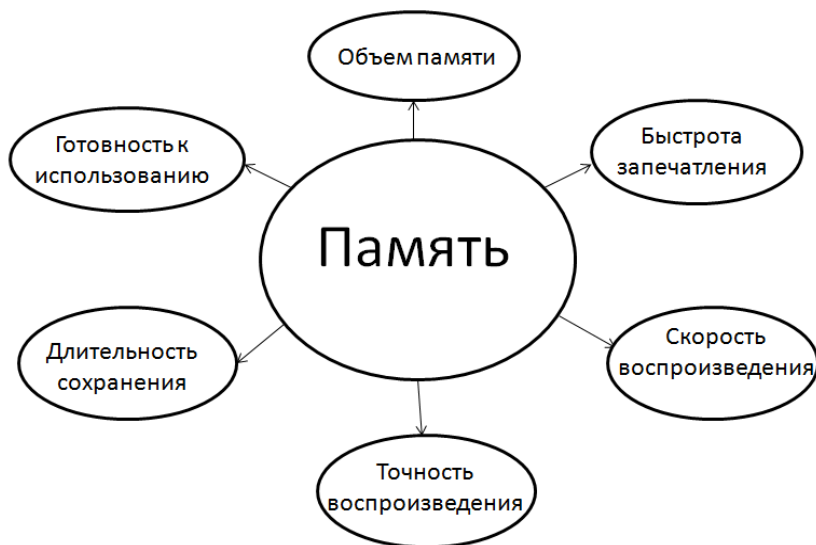 Объем памяти
Готовность к
использованию
Быстрота
запечатления
Память
Длительность
сохранения
Скорость
воспроизведения
Точность
воспроизведения